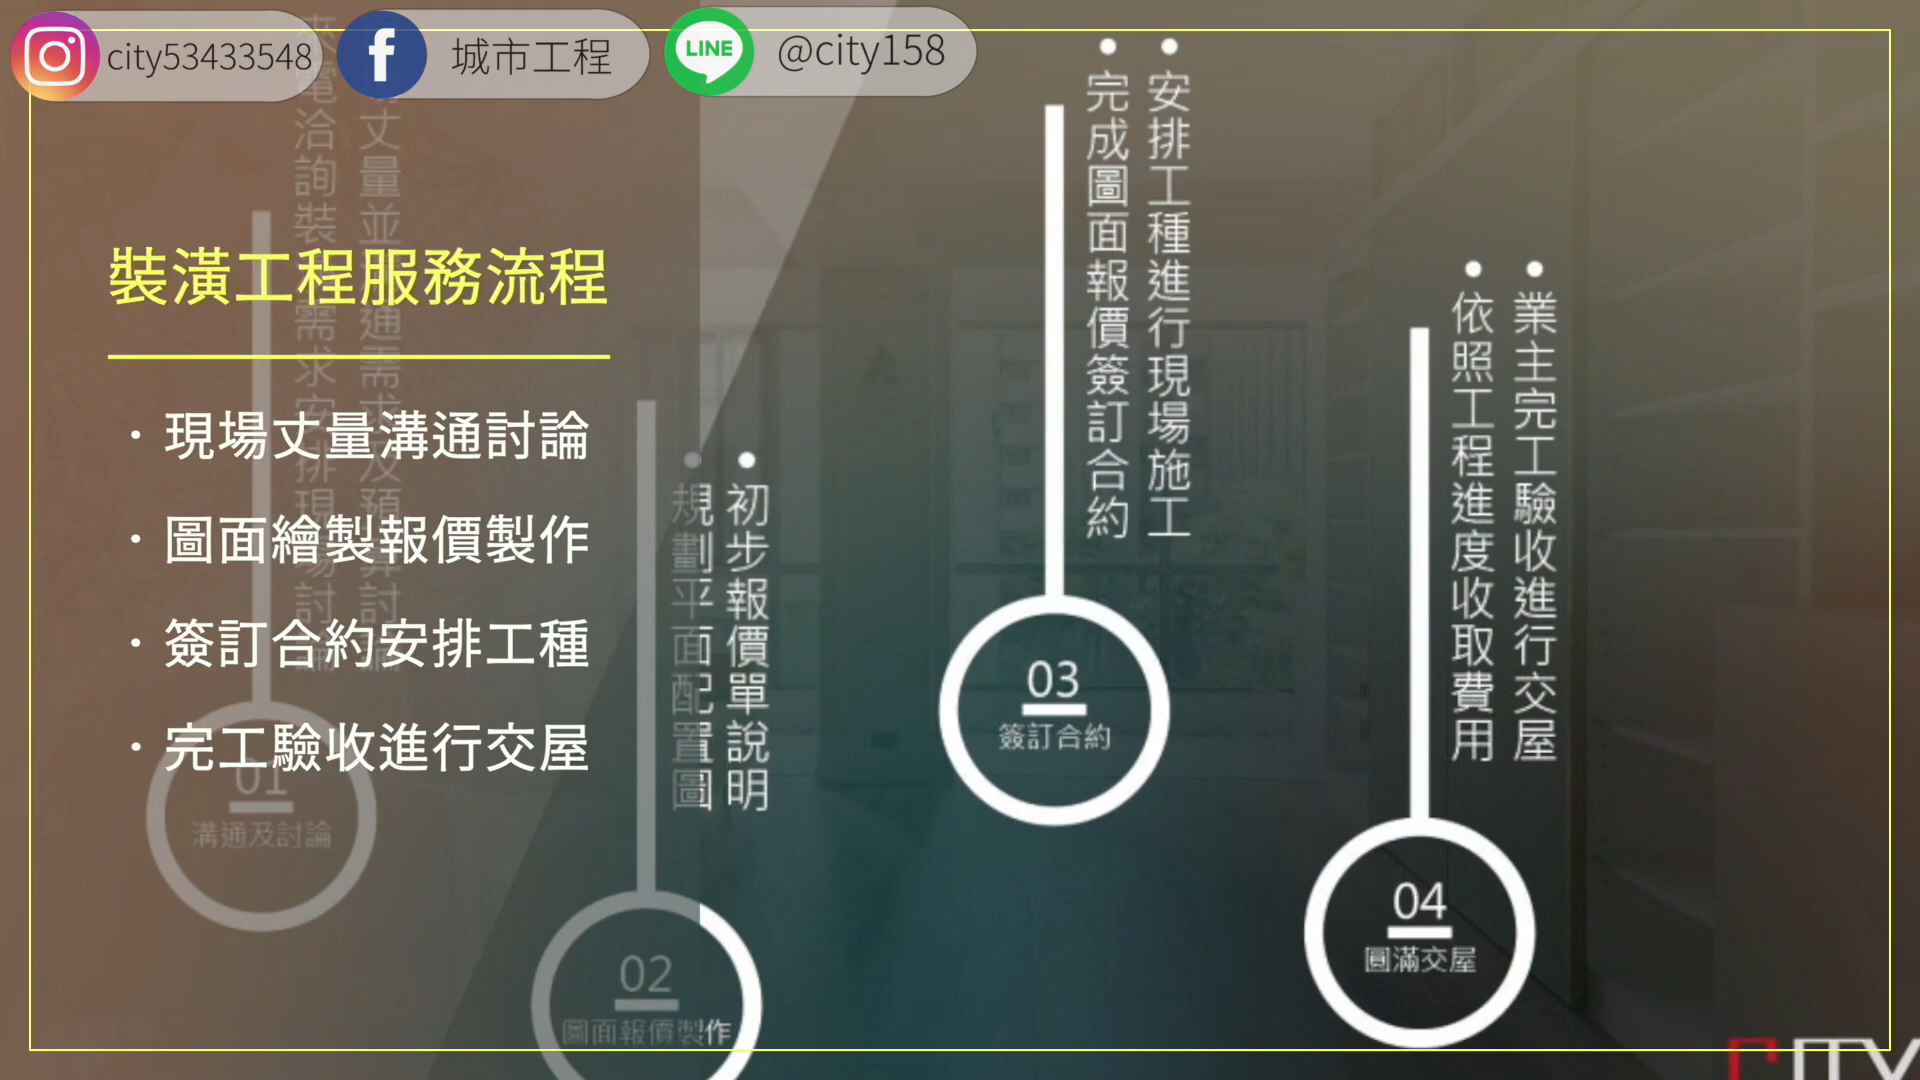 city53433548
城市工程
LINE
@city158
裝潢工程服務流程
·現場丈量溝通討論
·圖面繪製報價製作
·簽訂合約安排工種
·完工驗收進行交屋
01
溝通及討論
初步報價單說明
規劃平面配置圖
02
圖面報價製作
安排工種進行現場施工
完成圖面報價簽訂合約
03
簽訂合約
業主完工驗收進行交屋
依照工程進度收取費用
04
圓滿交屋
CITY